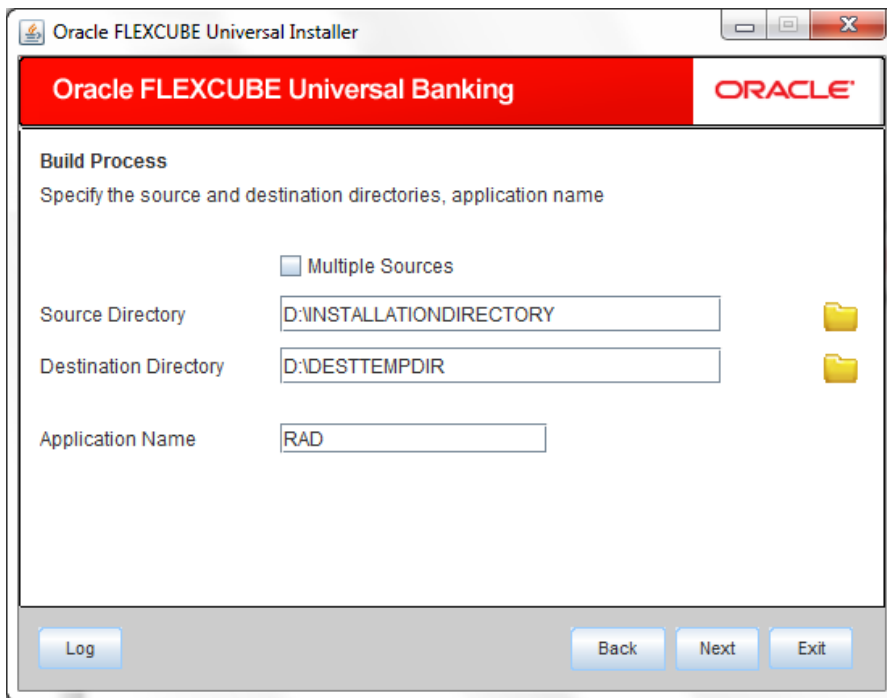 Oracle FLEXCUBE Universal Installer
Oracle FLEXCUBE Universal Banking
ORACLE
Build Process
Specify the source and destination directories, application name
Multiple Sources
Source Directory D:\INSTALLATIONDIRECTORY
Destination Directory D:\DESTTEMPDIR
Application Name RAD
Log Back Next Exit